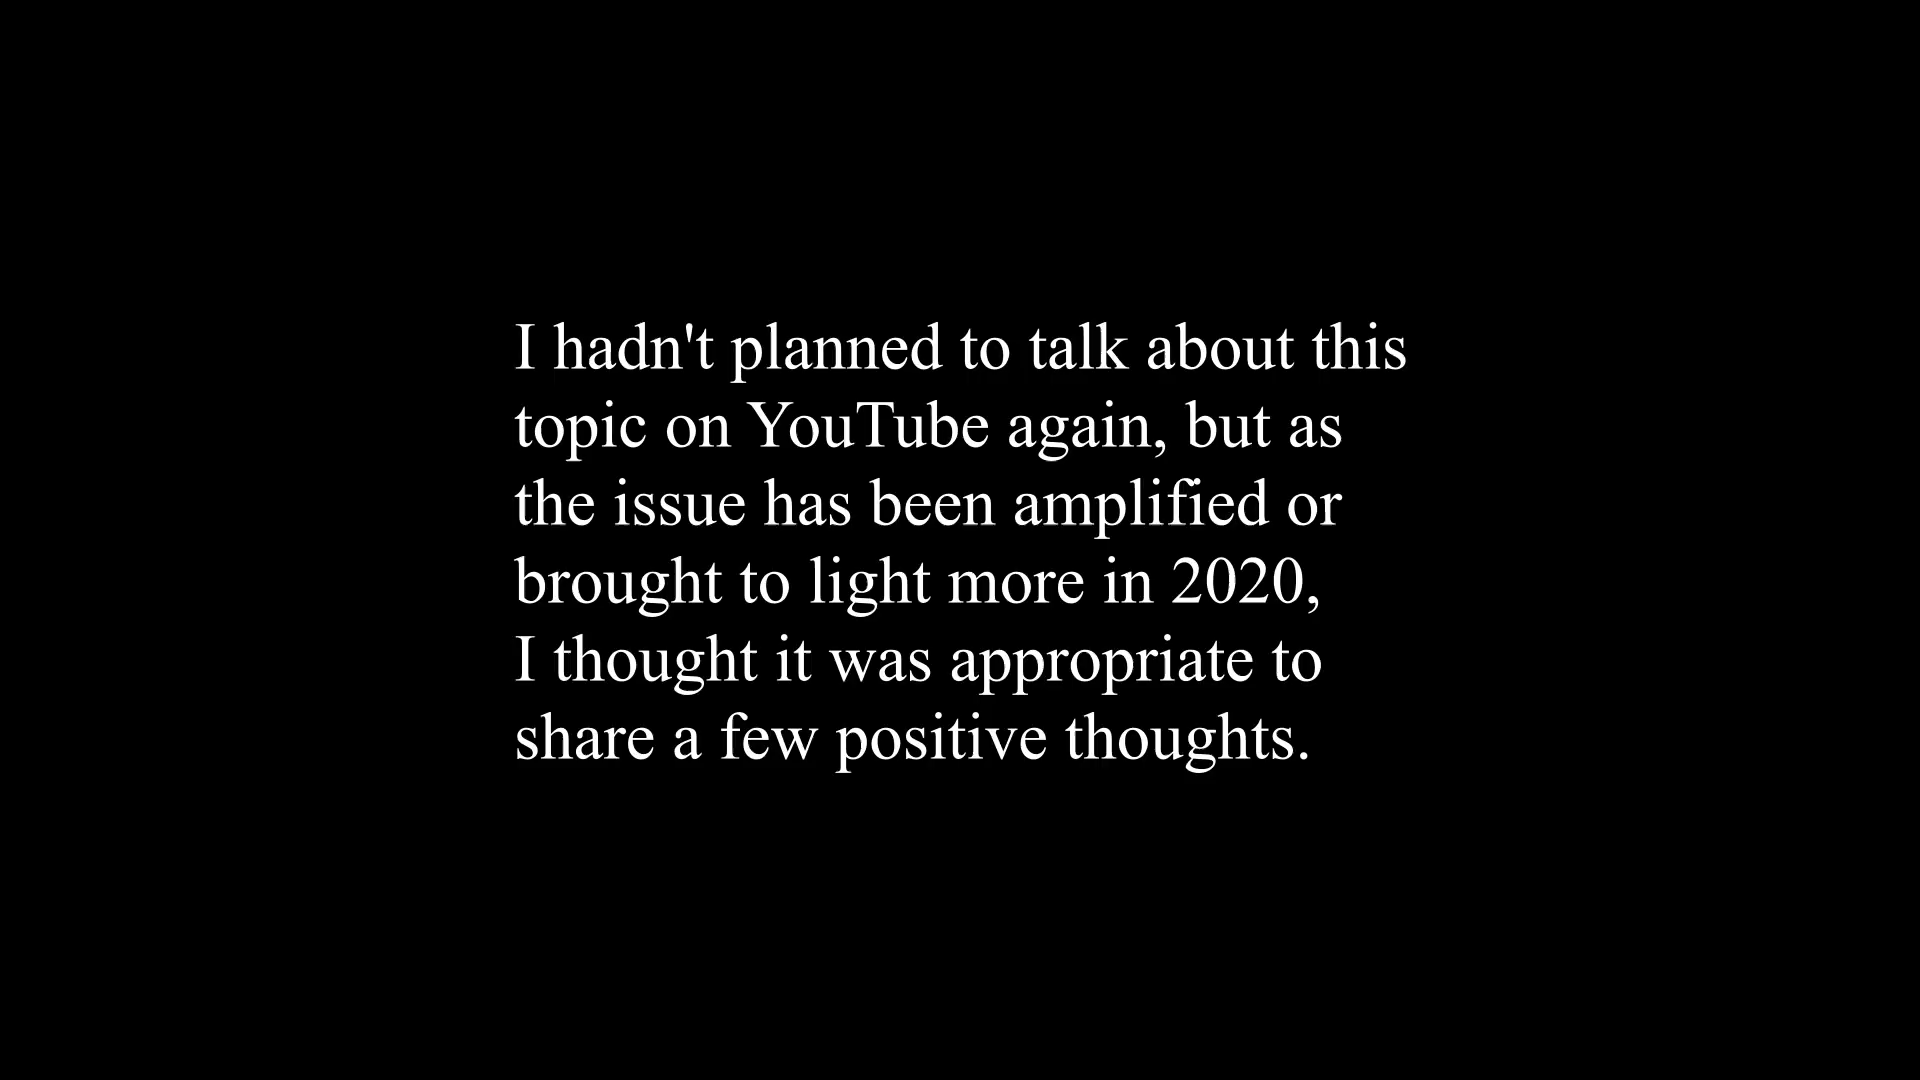 I hadn't planned to talk about this
topic on YouTube again, but as
the issue has been amplified or
brought to light more in 2020,
I thought it was appropriate to
share a few positive thoughts.